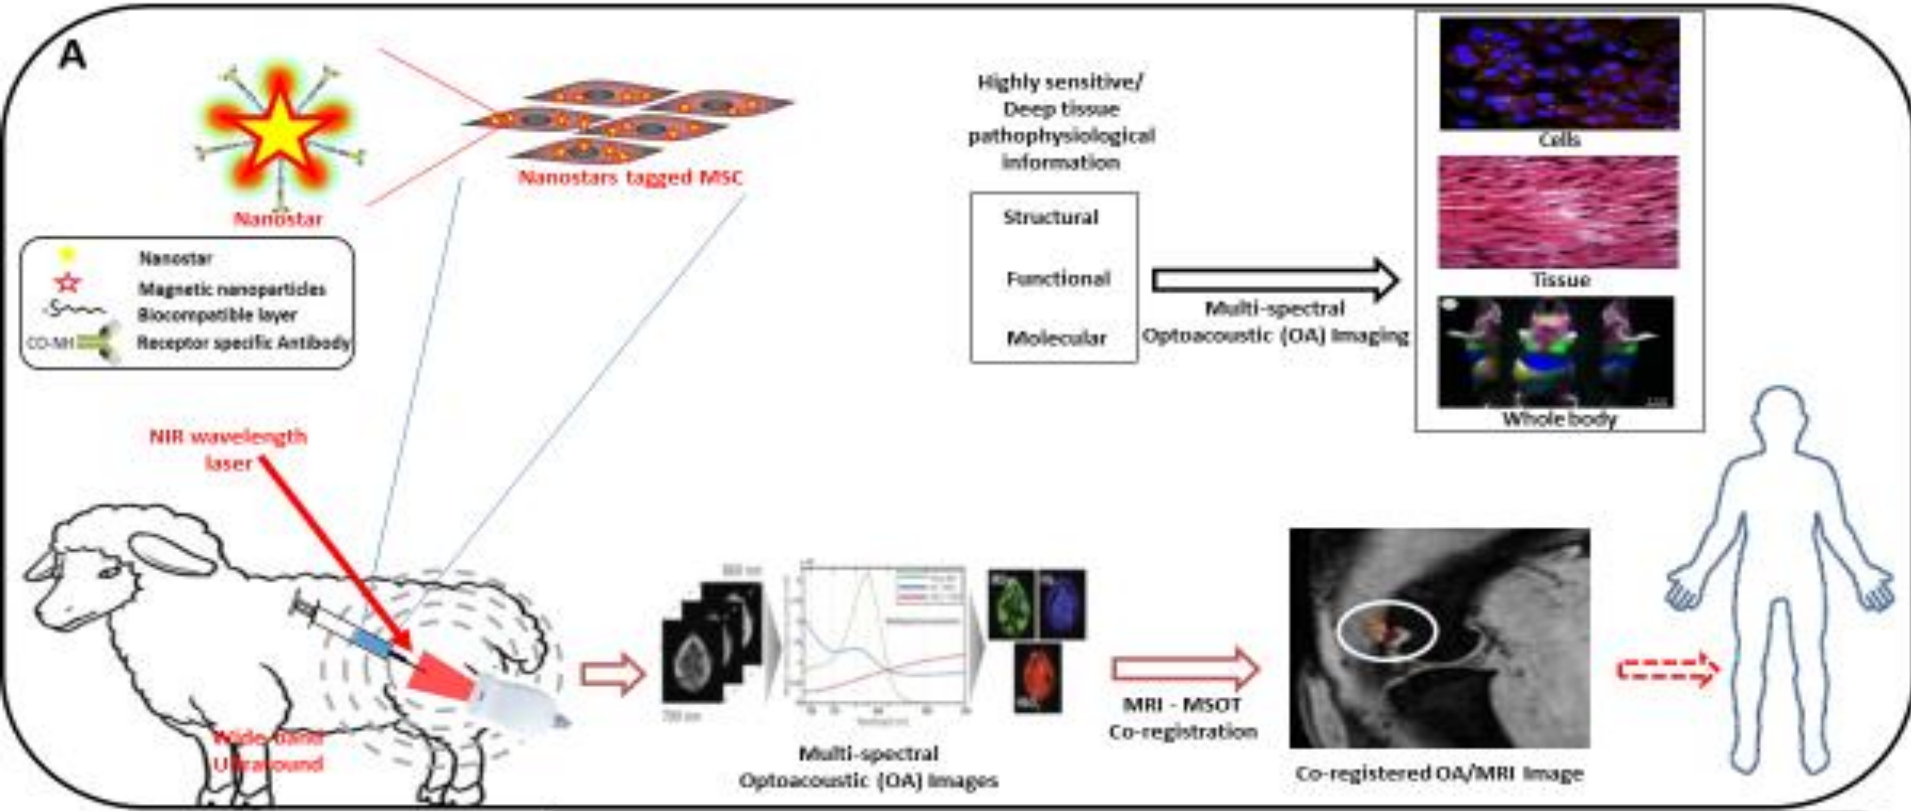 A
Nanostar
Nanostars tagged MSC
Nanostar
Magnetic nanoparticles
-S
Biocompatible layer
CO-NH
Receptor specific Antibody
Highly sensitive/
Deep tissue
pathophysiological
information
Structural
Functional
Molecular
Multi-spectral
Optoacoustic (OA) Imaging
Cells
Tissue
Whole body
NIR wavelength
laser
Wide-band
Ultrasound
Multi-spectral
Optoacoustic (OA) Images
MRI - MSOT
Co-registration
Co-registered OA/MRI Image